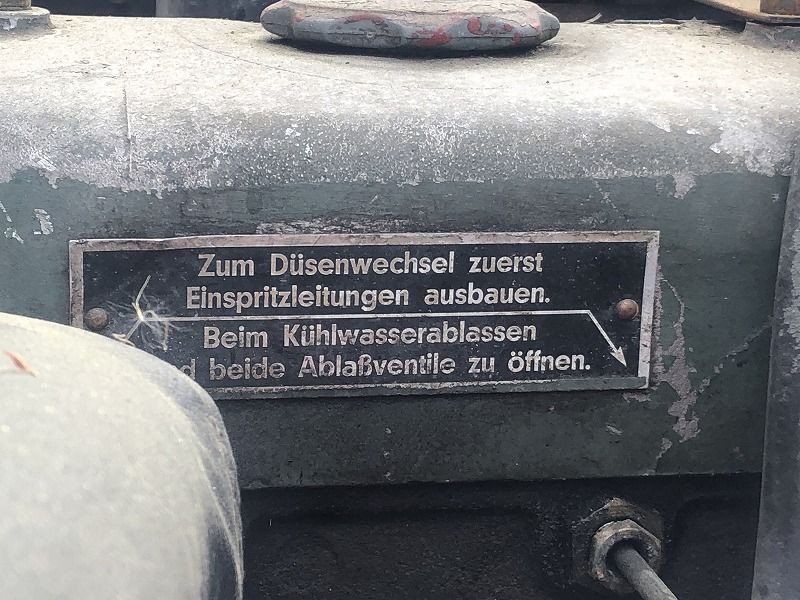 Zum Düsenwechsel zuerst
Einspritzleitungen ausbauen.
Beim Kühlwasserablassen
d beide Ablaßventile zu öffnen.